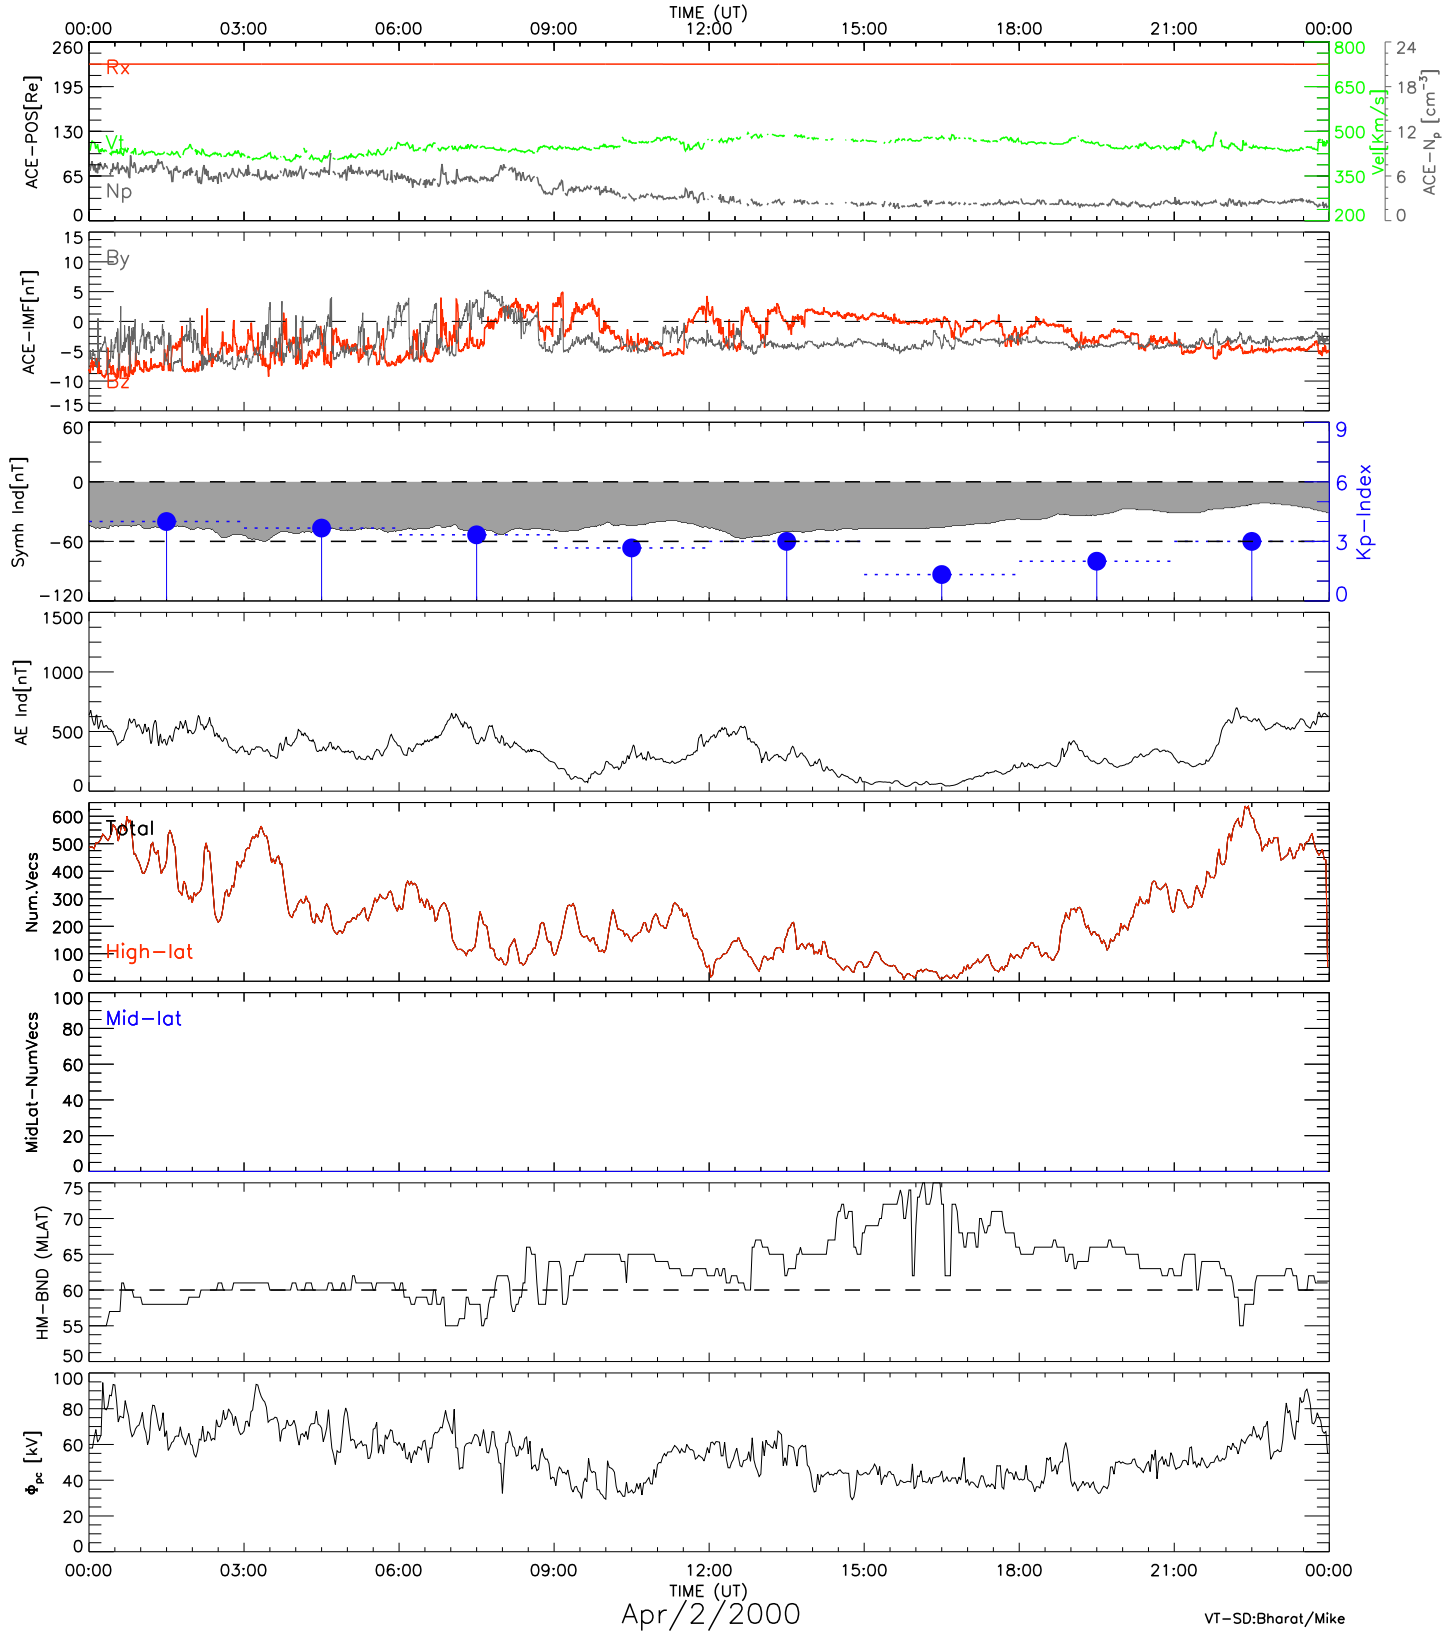 TIME (UT)
00:00 03:00 06:00 09:00 12:00 15:00 18:00 21:00 00:00
ACE-POS[Re]
260
195
130
65
0
Rx
Vt
Np
800
650
500
350
200
Vel[Km/s]
24
18
12
6
0
ACE-Np [cm-3]
ACE-IMF[nT]
15
10
5
0
-5
-10
-15
By
Bz
Symh Ind[nT]
60
0
-60
-120
9
6
3
0
Kp-Index
AE Ind[nT]
1500
1000
500
0
Num.Vecs
600
500
400
300
200
100
0
Total
High-lat
MidLat-NumVecs
100
80
60
40
20
0
Mid-lat
HM-BND (MLAT)
75
70
65
60
55
50
Φpc [kV]
100
80
60
40
20
0
00:00 03:00 06:00 09:00 12:00 15:00 18:00 21:00 00:00
TIME (UT)
Apr/2/2000
VT-SD:Bharat/Mike